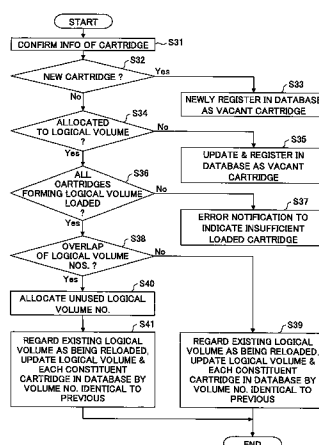 START
CONFIRM INFO OF CARTRIDGE
S31
S32
NEW CARTRIDGE ?
Yes
No
S33
NEWLY REGISTER IN DATABASE
AS VACANT CARTRIDGE
S34
ALLOCATED
TO LOGICAL VOLUME
?
No
Yes
S35
UPDATE & REGISTER IN
DATABASE AS VACANT
CARTRIDGE
S36
ALL
CARTRIDGES
FORMING LOGICAL VOLUME
LOADED
?
No
Yes
S37
ERROR NOTIFICATION TO
INDICATE INSUFFICIENT
LOADED CARTRIDGE
S38
OVERLAP
OF LOGICAL VOLUME
NOS. ?
No
Yes
S40
ALLOCATE UNUSED LOGICAL
VOLUME NO.
S41
REGARD EXISTING LOGICAL
VOLUME AS BEING RELOADED,
UPDATE LOGICAL VOLUME &
EACH CONSTITUENT
CARTRIDGE IN DATABASE BY
VOLUME NO. IDENTICAL TO
PREVIOUS
S39
REGARD EXISTING LOGICAL
VOLUME AS BEING RELOADED,
UPDATE LOGICAL VOLUME &
EACH CONSTITUENT
CARTRIDGE IN DATABASE BY
VOLUME NO. IDENTICAL TO
PREVIOUS
END